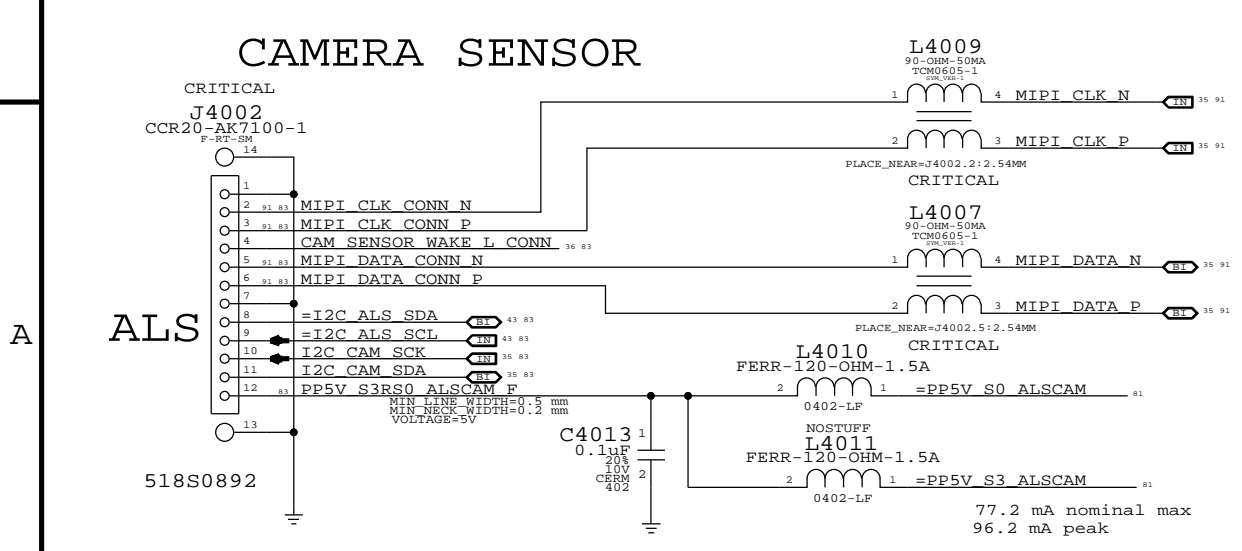 CAMERA SENSOR
CRITICAL
J4002
CCR20-AK7100-1
F-RT-SM
14
1
2 91 83 MIPI_CLK_CONN_N
3 91 83 MIPI_CLK_CONN_P
4 CAM_SENSOR_WAKE_L_CONN 36 83
5 91 83 MIPI_DATA_CONN_N
6 91 83 MIPI_DATA_CONN_P
7
8 =I2C_ALS_SDA BI 43 83
9 =I2C_ALS_SCL IN 43 83
10 I2C_CAM_SCK IN 35 83
11 I2C_CAM_SDA BI 35 83
12 83 PP5V_S3RS0_ALSCAM_F
MIN_LINE_WIDTH=0.5 mm
MIN_NECK_WIDTH=0.2 mm
VOLTAGE=5V
13
518S0892
ALS
A
L4009
90-OHM-50MA
TCM0605-1
SYM_VER-1
1 4 MIPI_CLK_N IN 35 91
2 3 MIPI_CLK_P IN 35 91
PLACE_NEAR=J4002.2:2.54MM
CRITICAL
L4007
90-OHM-50MA
TCM0605-1
SYM_VER-1
1 4 MIPI_DATA_N BI 35 91
2 3 MIPI_DATA_P BI 35 91
PLACE_NEAR=J4002.5:2.54MM
CRITICAL
L4010
FERR-120-OHM-1.5A
2 1 =PP5V_S0_ALSCAM 81
0402-LF
NOSTUFF
L4011
FERR-120-OHM-1.5A
2 1 =PP5V_S3_ALSCAM 81
0402-LF
C4013 1
0.1uF
20%
10V 2
CERM
402
77.2 mA nominal max
96.2 mA peak